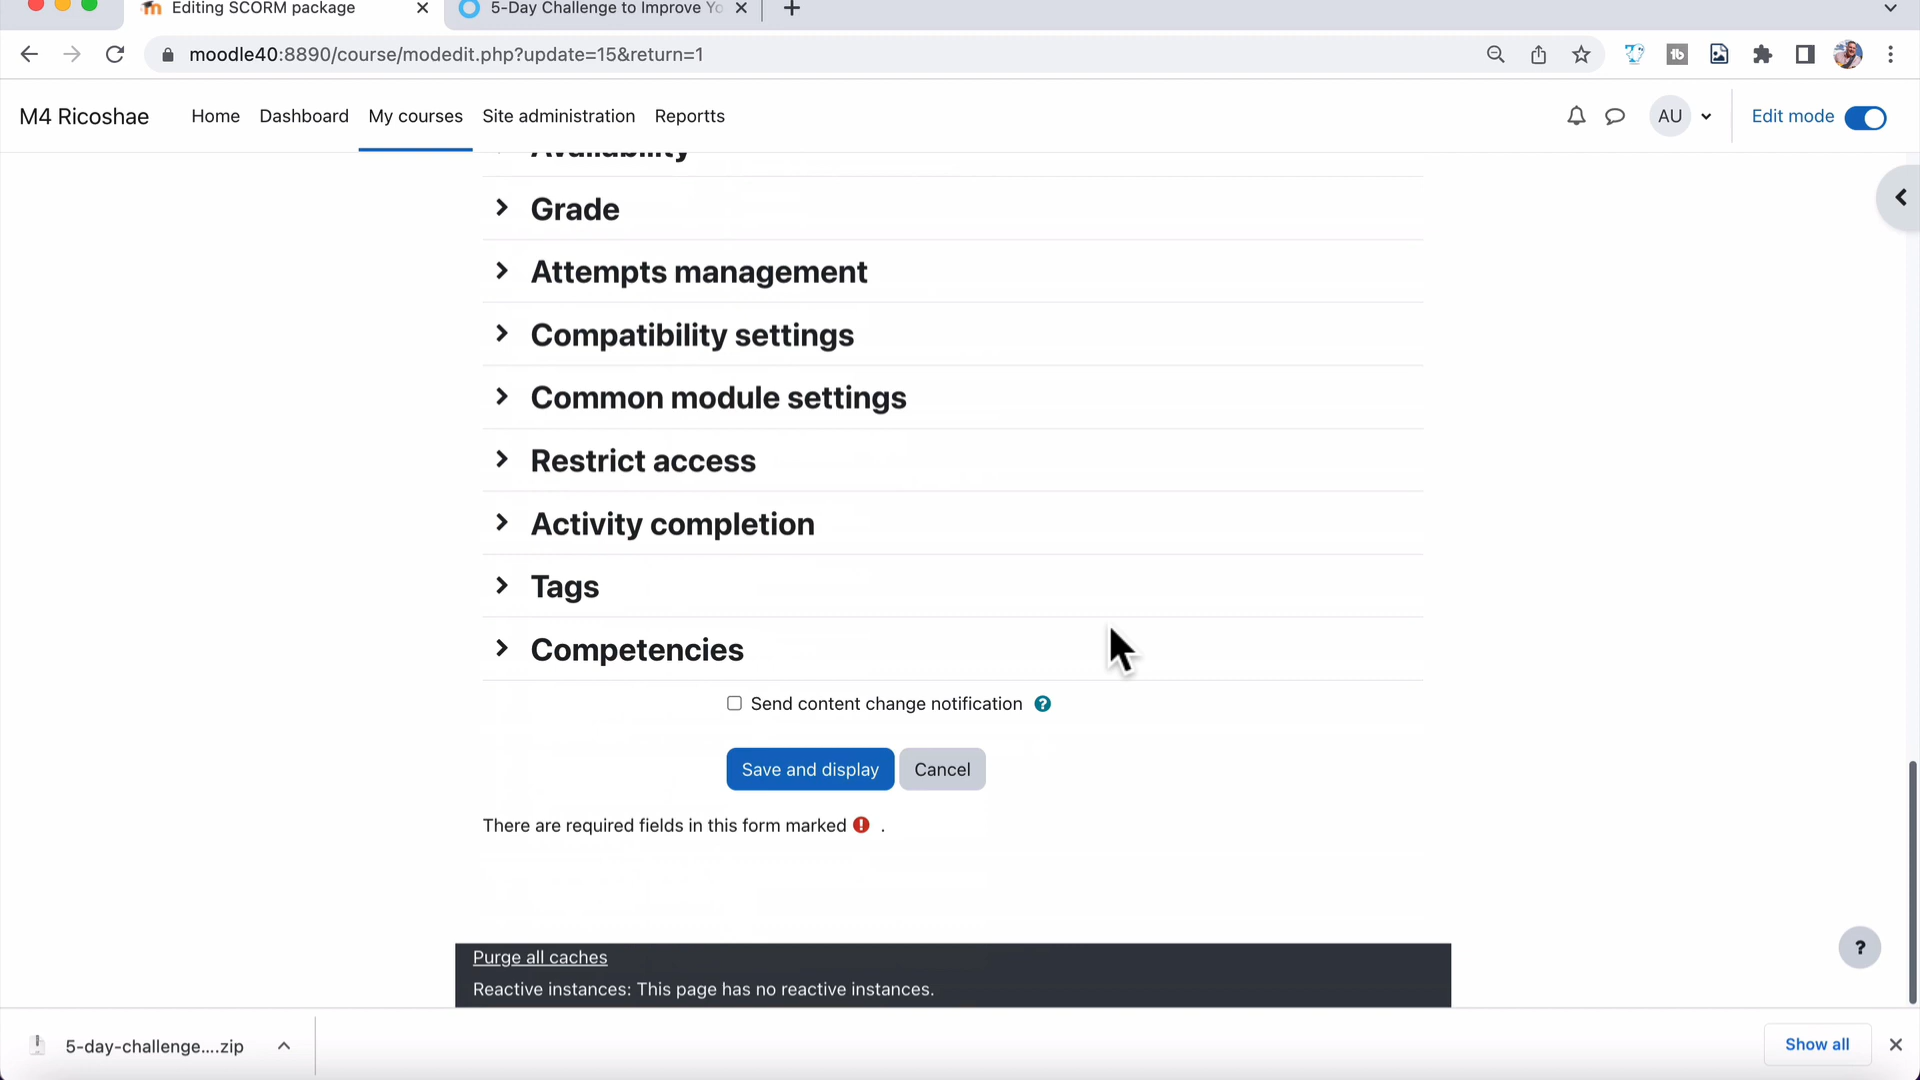 Editing SCORM package
5-Day Challenge to Improve Yo
moodle40:8890/course/modedit.php?update=15&return=1
M4 Ricoshae
Home
Dashboard
My courses
Site administration
Reportts
AU
Edit mode
Availability
Grade
Attempts management
Compatibility settings
Common module settings
Restrict access
Activity completion
Tags
Competencies
Send content change notification ?
Save and display
Cancel
There are required fields in this form marked ! .
Purge all caches
Reactive instances: This page has no reactive instances.
?
5-day-challenge....zip
Show all